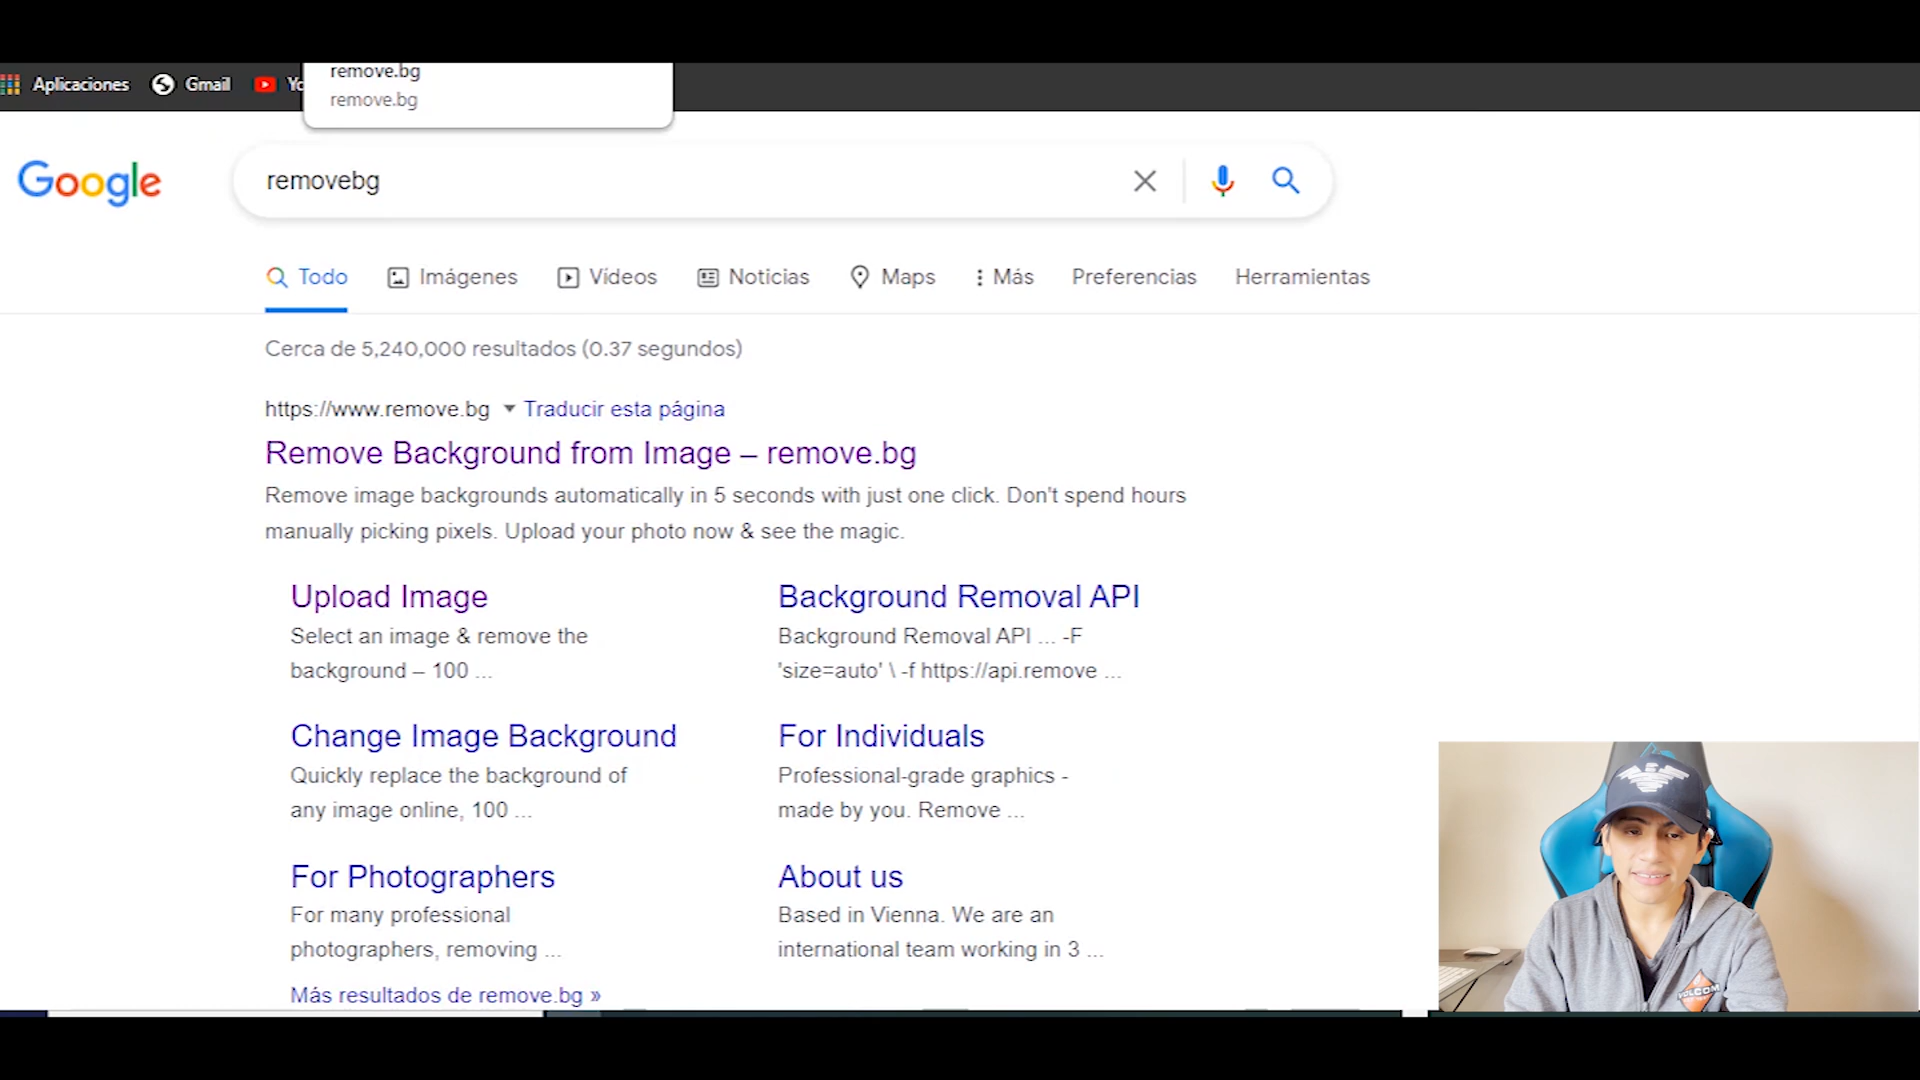 remove.bg
Aplicaciones Gmail
remove.bg
Google
removebg
Todo Imágenes Vídeos Noticias Maps Más Preferencias Herramientas
Cerca de 5,240,000 resultados (0.37 segundos)
https://www.remove.bg Traducir esta página
Remove Background from Image – remove.bg
Remove image backgrounds automatically in 5 seconds with just one click. Don't spend hours
manually picking pixels. Upload your photo now & see the magic.
Upload Image
Select an image & remove the
background – 100 ...
Background Removal API
Background Removal API ... -F
'size=auto' \ -f https://api.remove ...
Change Image Background
Quickly replace the background of
any image online, 100 ...
For Individuals
Professional-grade graphics -
made by you. Remove ...
For Photographers
For many professional
photographers, removing ...
About us
Based in Vienna. We are an
international team working in 3 ...
Más resultados de remove.bg »
VOLCOM